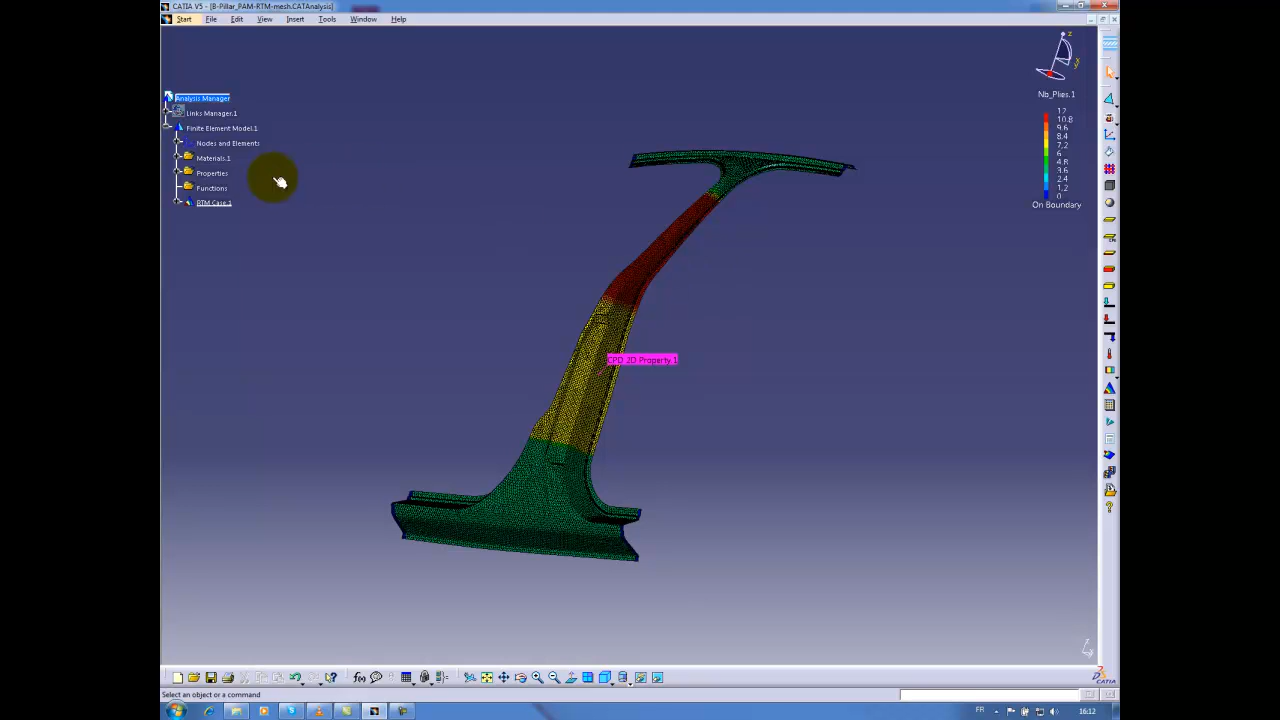 CATIA V5 - [B-Pillar_PAM-RTM-mesh.CATAnalysis]
Start File Edit View Insert Tools Window Help
z
Nb_Plies.1
12
10.8
9.6
8.4
7.2
6
4.8
3.6
2.4
1.2
0
On Boundary
Analysis Manager
Links Manager.1
Finite Element Model.1
Nodes and Elements
Materials.1
Properties
Functions
RTM Case.1
CPD 2D Property.1
f(x)
CATIA
Select an object or a command
FR
16:12